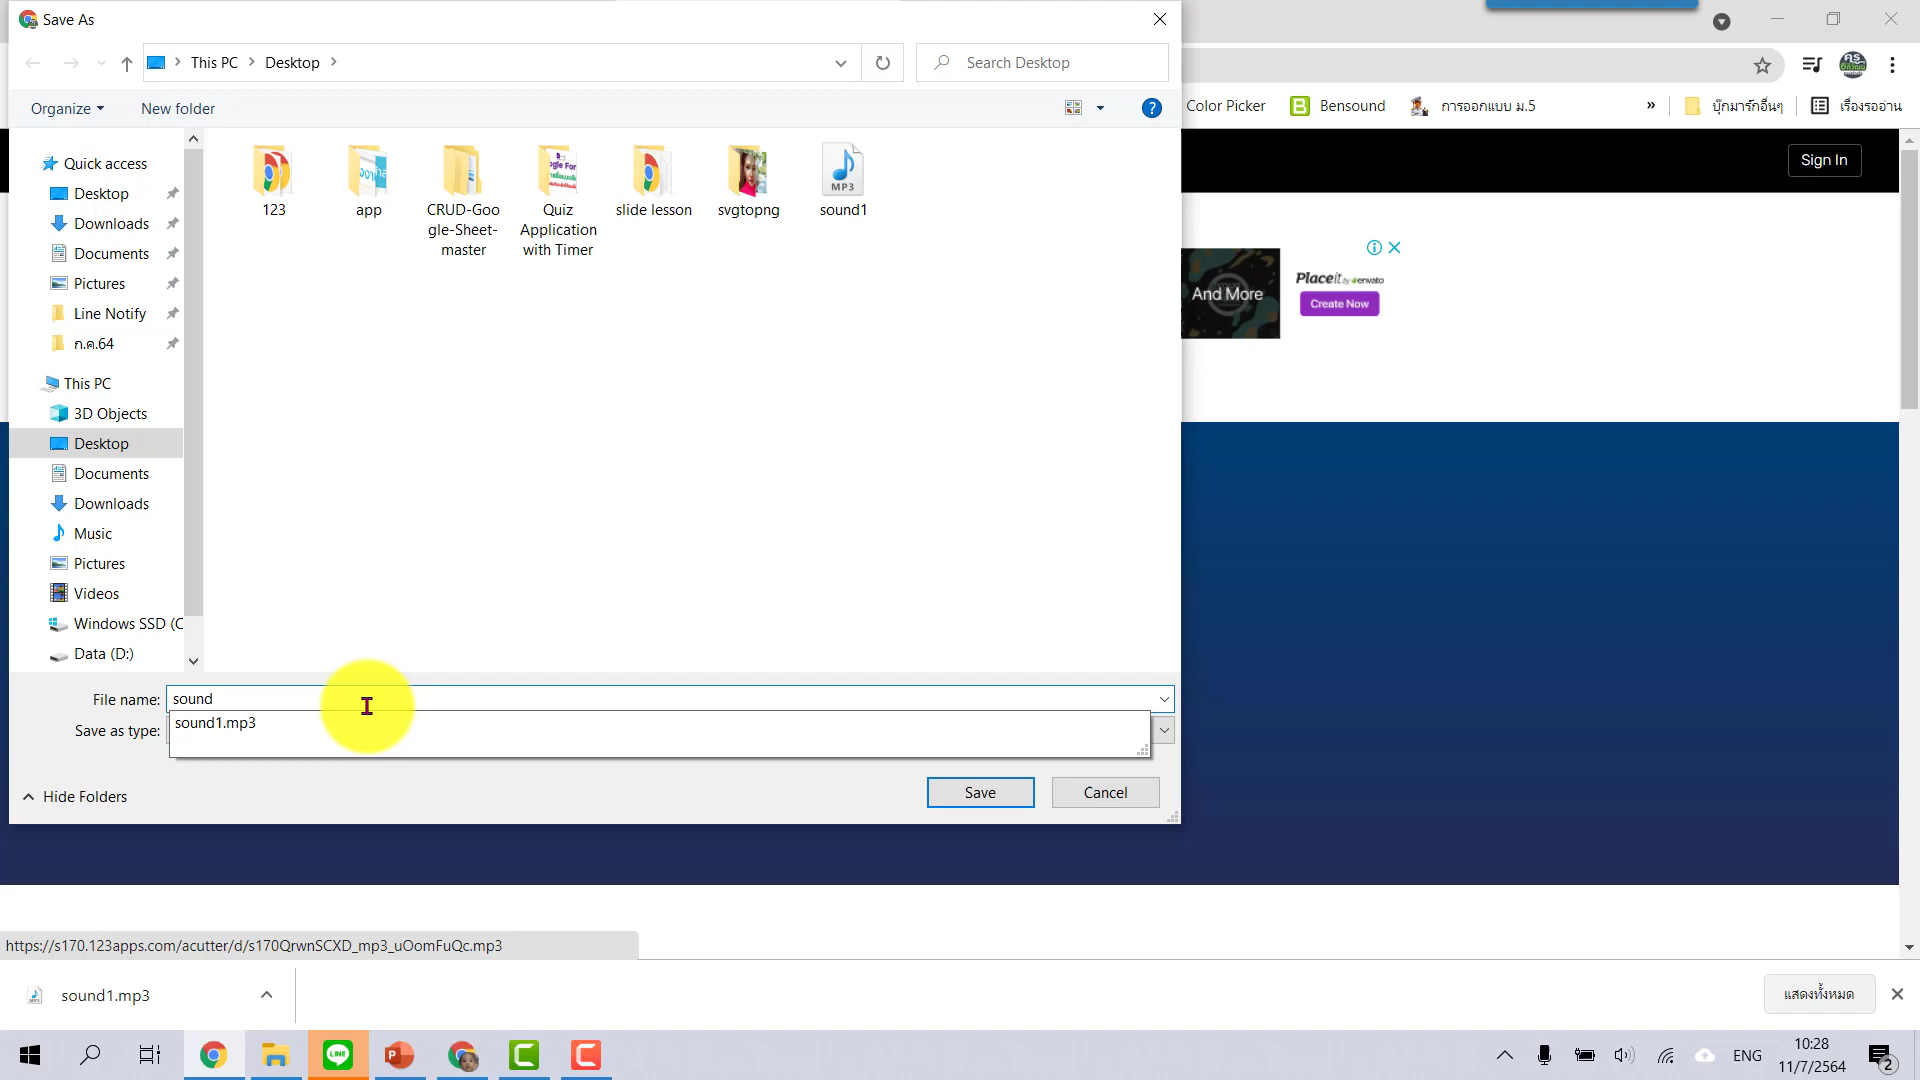 Save As
This PC > Desktop >
Search Desktop
Organize
New folder
Color Picker
Bensound
การออกแบบ ม.5
»
บุ๊กมาร์กอื่นๆ
เรื่องรออ่าน
Sign In
Quick access
Desktop
Downloads
Documents
Pictures
Line Notify
ก.ค.64
This PC
3D Objects
Desktop
Documents
Downloads
Music
Pictures
Videos
Windows SSD (C
Data (D:)
123
app
CRUD-Goo
gle-Sheet-
master
Quiz
Application
with Timer
slide lesson
svgtopng
MP3
sound1
And More
Placeit by envato
Create Now
File name: sound
sound1.mp3
Save as type:
Hide Folders
Save
Cancel
https://s170.123apps.com/acutter/d/s170QrwnSCXD_mp3_uOomFuQc.mp3
sound1.mp3
แสดงทั้งหมด
LINE
ENG
10:28
11/7/2564
2